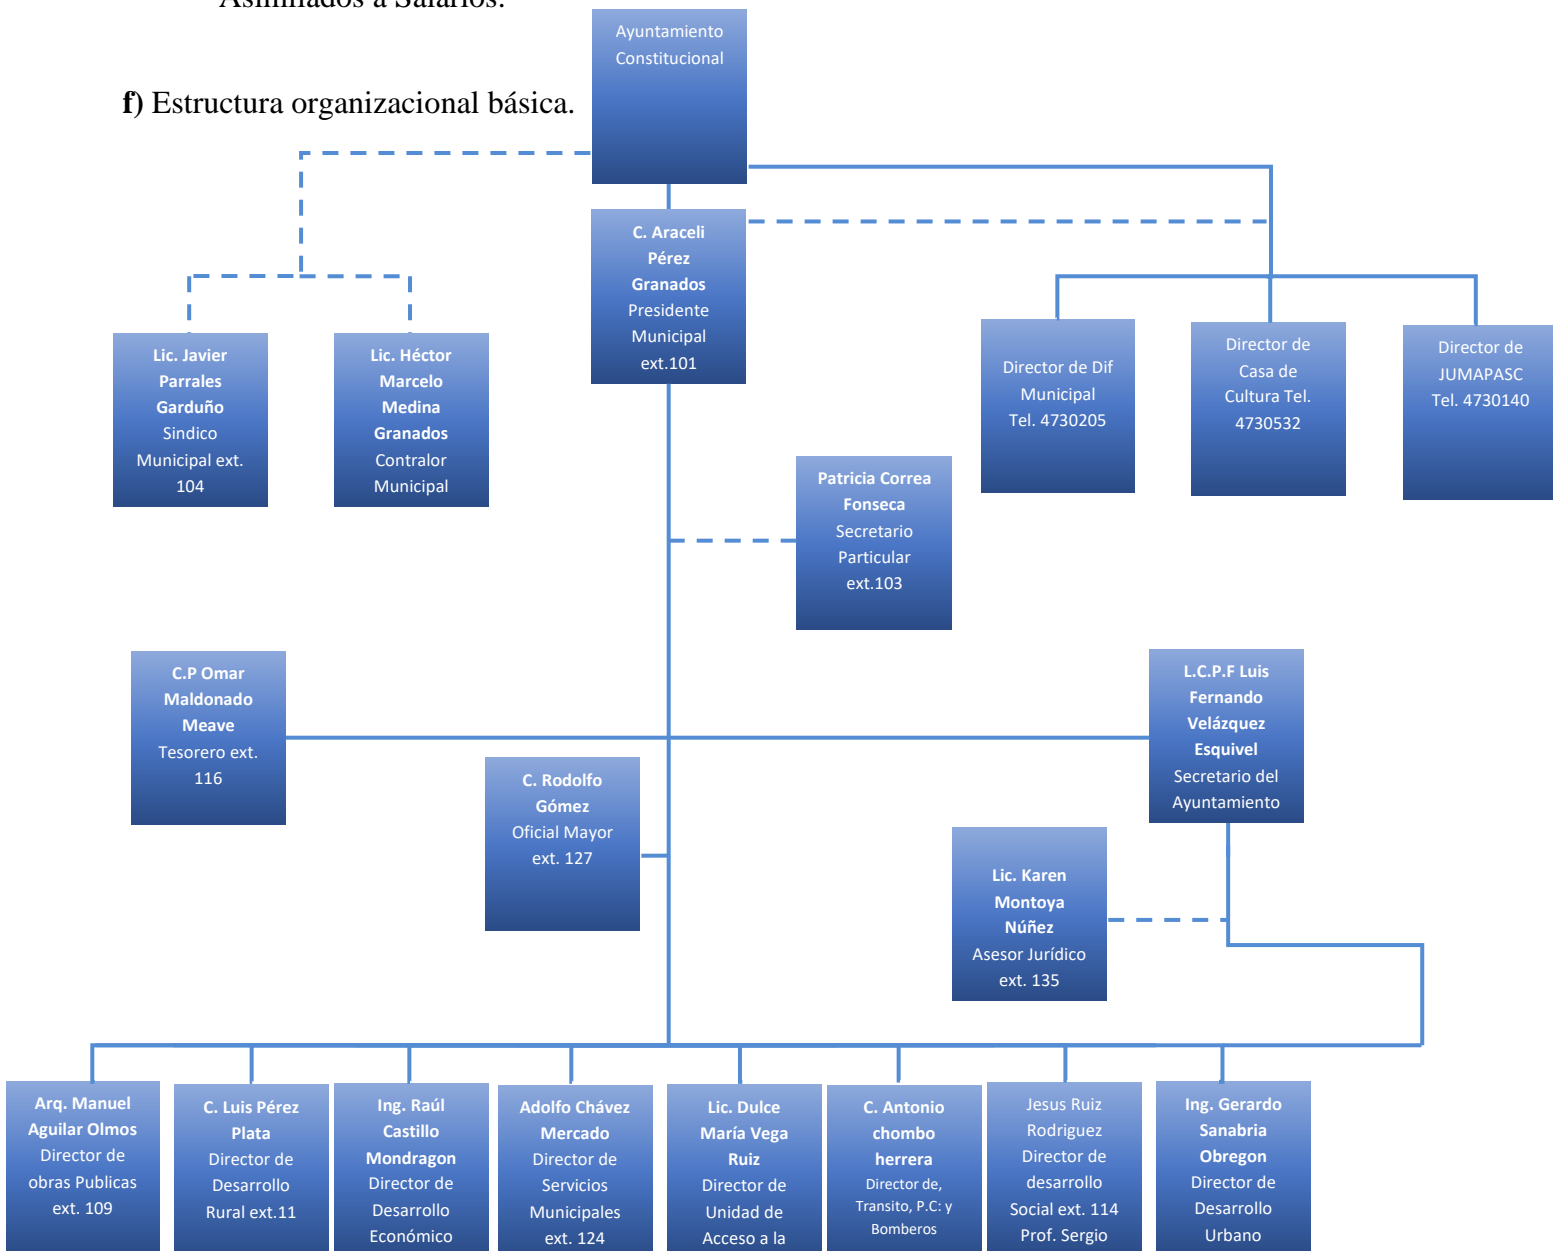 Asimilados a Salarios.
Ayuntamiento
Constitucional
f) Estructura organizacional básica.
C. Araceli
Pérez
Granados
Presidente
Municipal
ext.101
Lic. Javier
Parrales
Garduño
Sindico
Municipal ext.
104
Lic. Héctor
Marcelo
Medina
Granados
Contralor
Municipal
Director de Dif
Municipal
Tel. 4730205
Director de
Casa de
Cultura Tel.
4730532
Director de
JUMAPASC
Tel. 4730140
Patricia Correa
Fonseca
Secretario
Particular
ext.103
C.P Omar
Maldonado
Meave
Tesorero ext.
116
L.C.P.F Luis
Fernando
Velázquez
Esquivel
Secretario del
Ayuntamiento
C. Rodolfo
Gómez
Oficial Mayor
ext. 127
Lic. Karen
Montoya
Núñez
Asesor Jurídico
ext. 135
Arq. Manuel
Aguilar Olmos
Director de
obras Publicas
ext. 109
C. Luis Pérez
Plata
Director de
Desarrollo
Rural ext.11
Ing. Raúl
Castillo
Mondragon
Director de
Desarrollo
Económico
Adolfo Chávez
Mercado
Director de
Servicios
Municipales
ext. 124
Lic. Dulce
María Vega
Ruiz
Director de
Unidad de
Acceso a la
C. Antonio
chombo
herrera
Director de,
Transito, P.C: y
Bomberos
Jesus Ruiz
Rodriguez
Director de
desarrollo
Social ext. 114
Prof. Sergio
Ing. Gerardo
Sanabria
Obregon
Director de
Desarrollo
Urbano